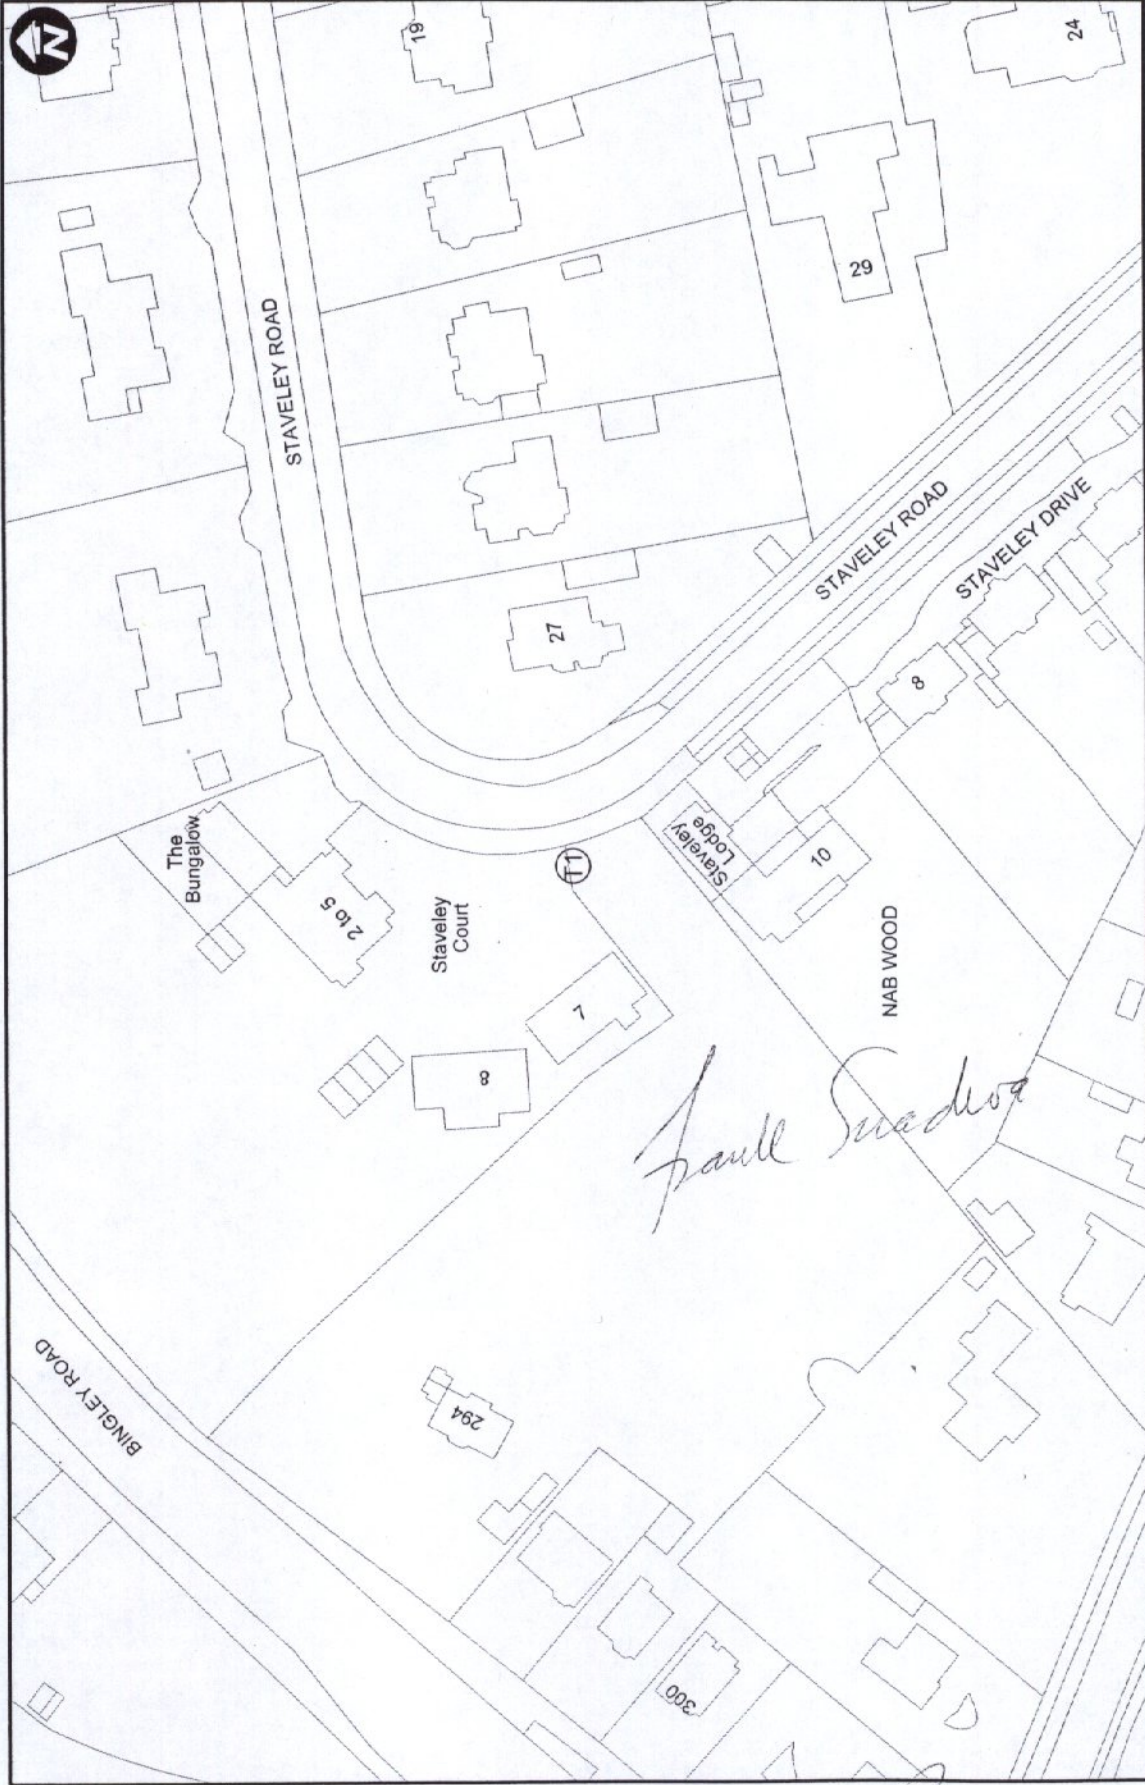 N
19
24
STAVELEY ROAD
29
The
Bungalow
27
STAVELEY ROAD
STAVELEY DRIVE
2 to 5
Staveley
Court
T1
Staveley
Lodge
8
10
7
8
NAB WOOD
BINGLEY ROAD
294
300